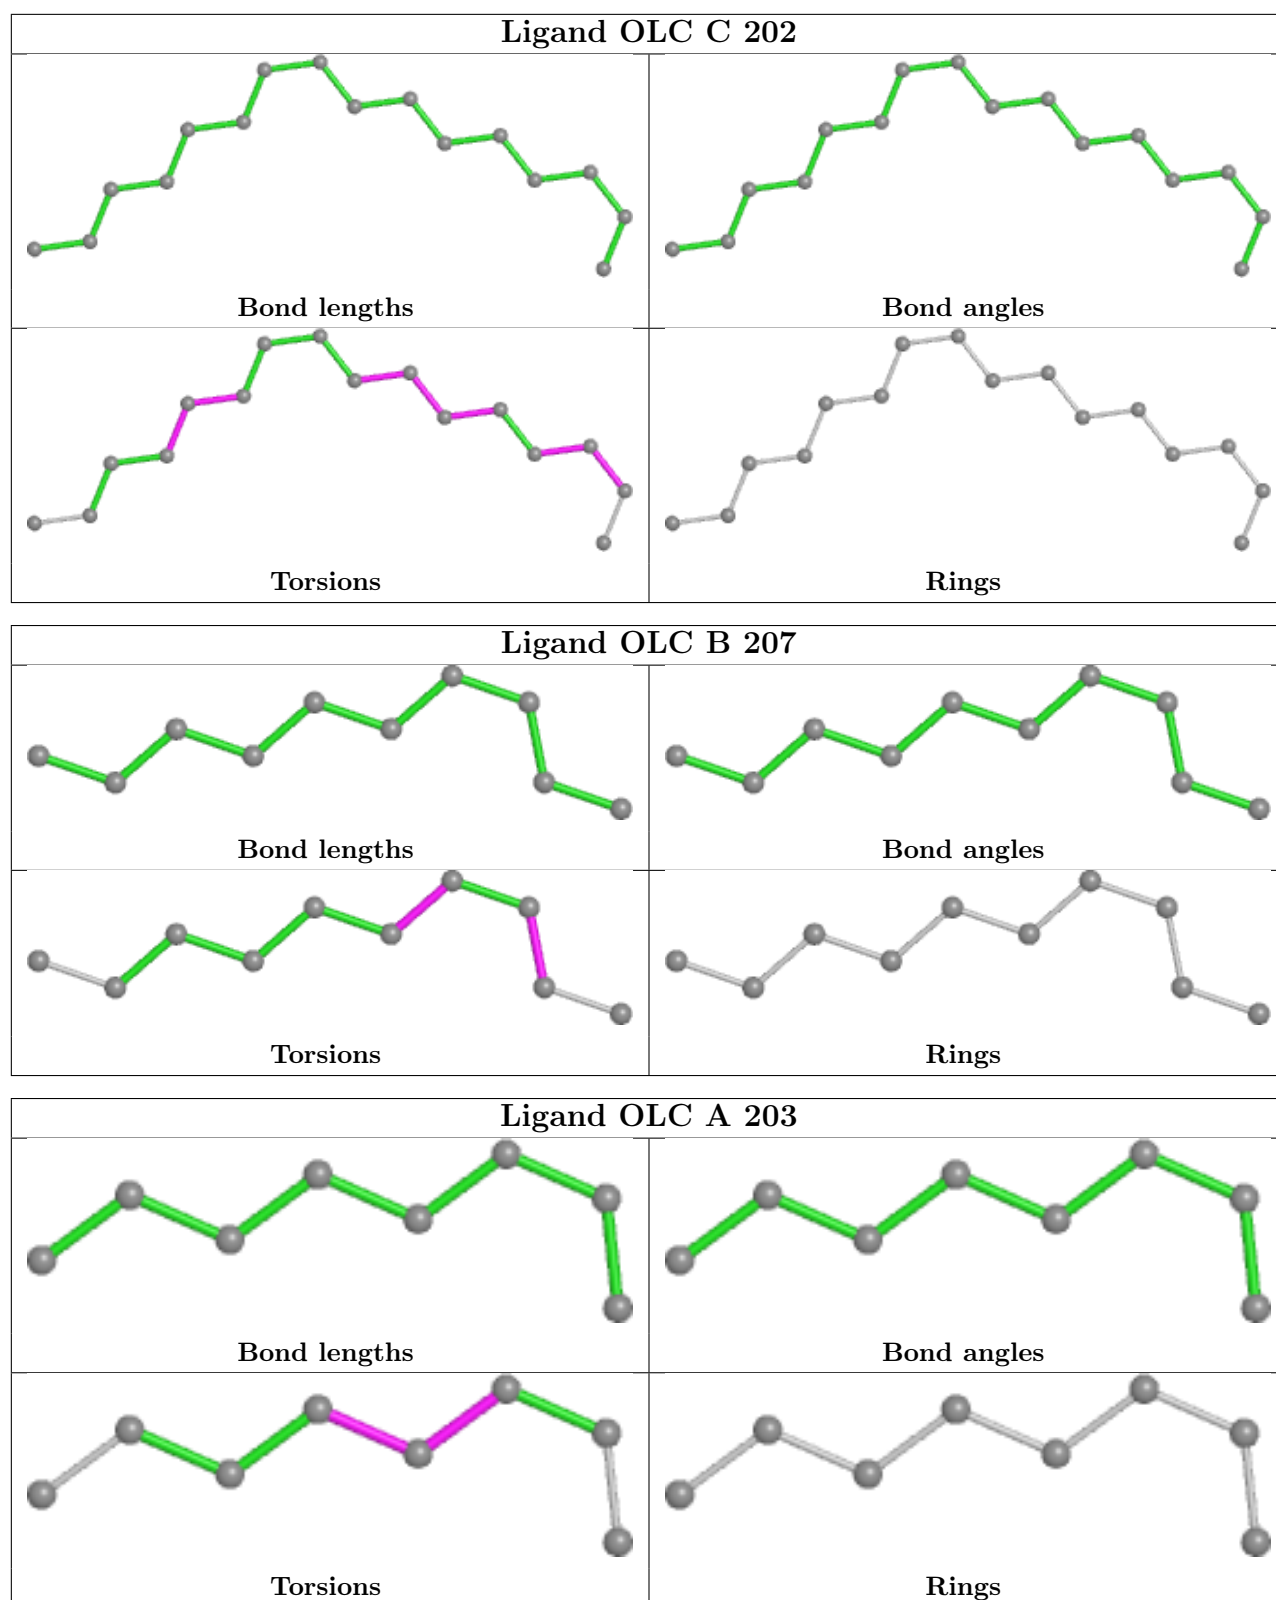 Ligand OLC C 202
Bond lengths
Bond angles
Torsions
Rings
Ligand OLC B 207
Bond lengths
Bond angles
Torsions
Rings
Ligand OLC A 203
Bond lengths
Bond angles
Torsions
Rings